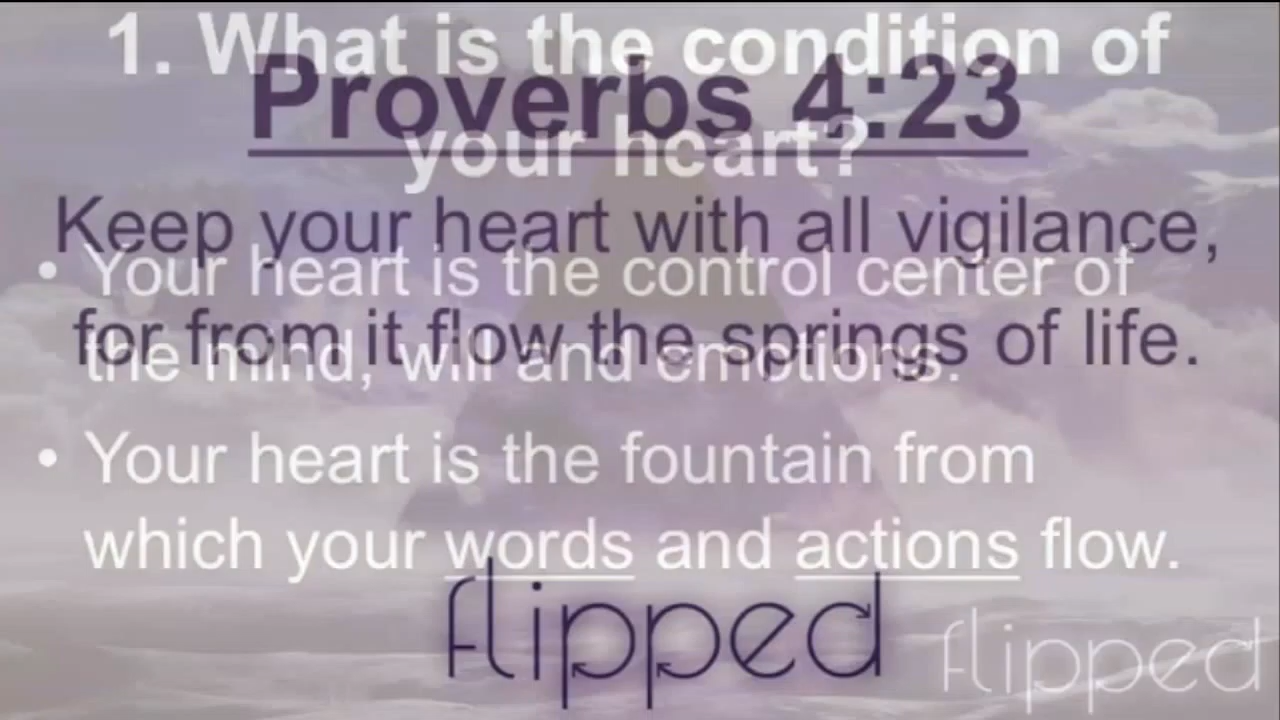 1. What is the condition of
your heart?
Proverbs 4:23
Keep your heart with all vigilance,
for from it flow the springs of life.
• Your heart is the control center of
the mind, will and emotions.
• Your heart is the fountain from
which your words and actions flow.
flipped
flipped